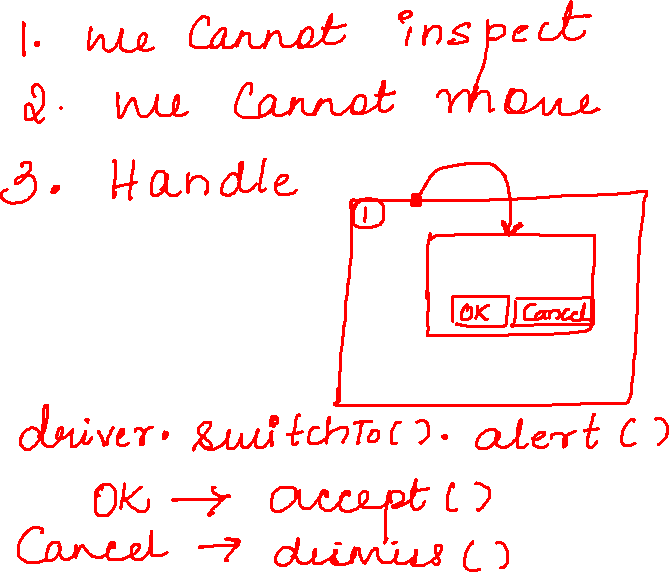 1. We Cannot inspect
2. We Cannot move
3. Handle
1
OK Cancel
driver.switchTo().alert()
OK → accept()
Cancel → dismiss()